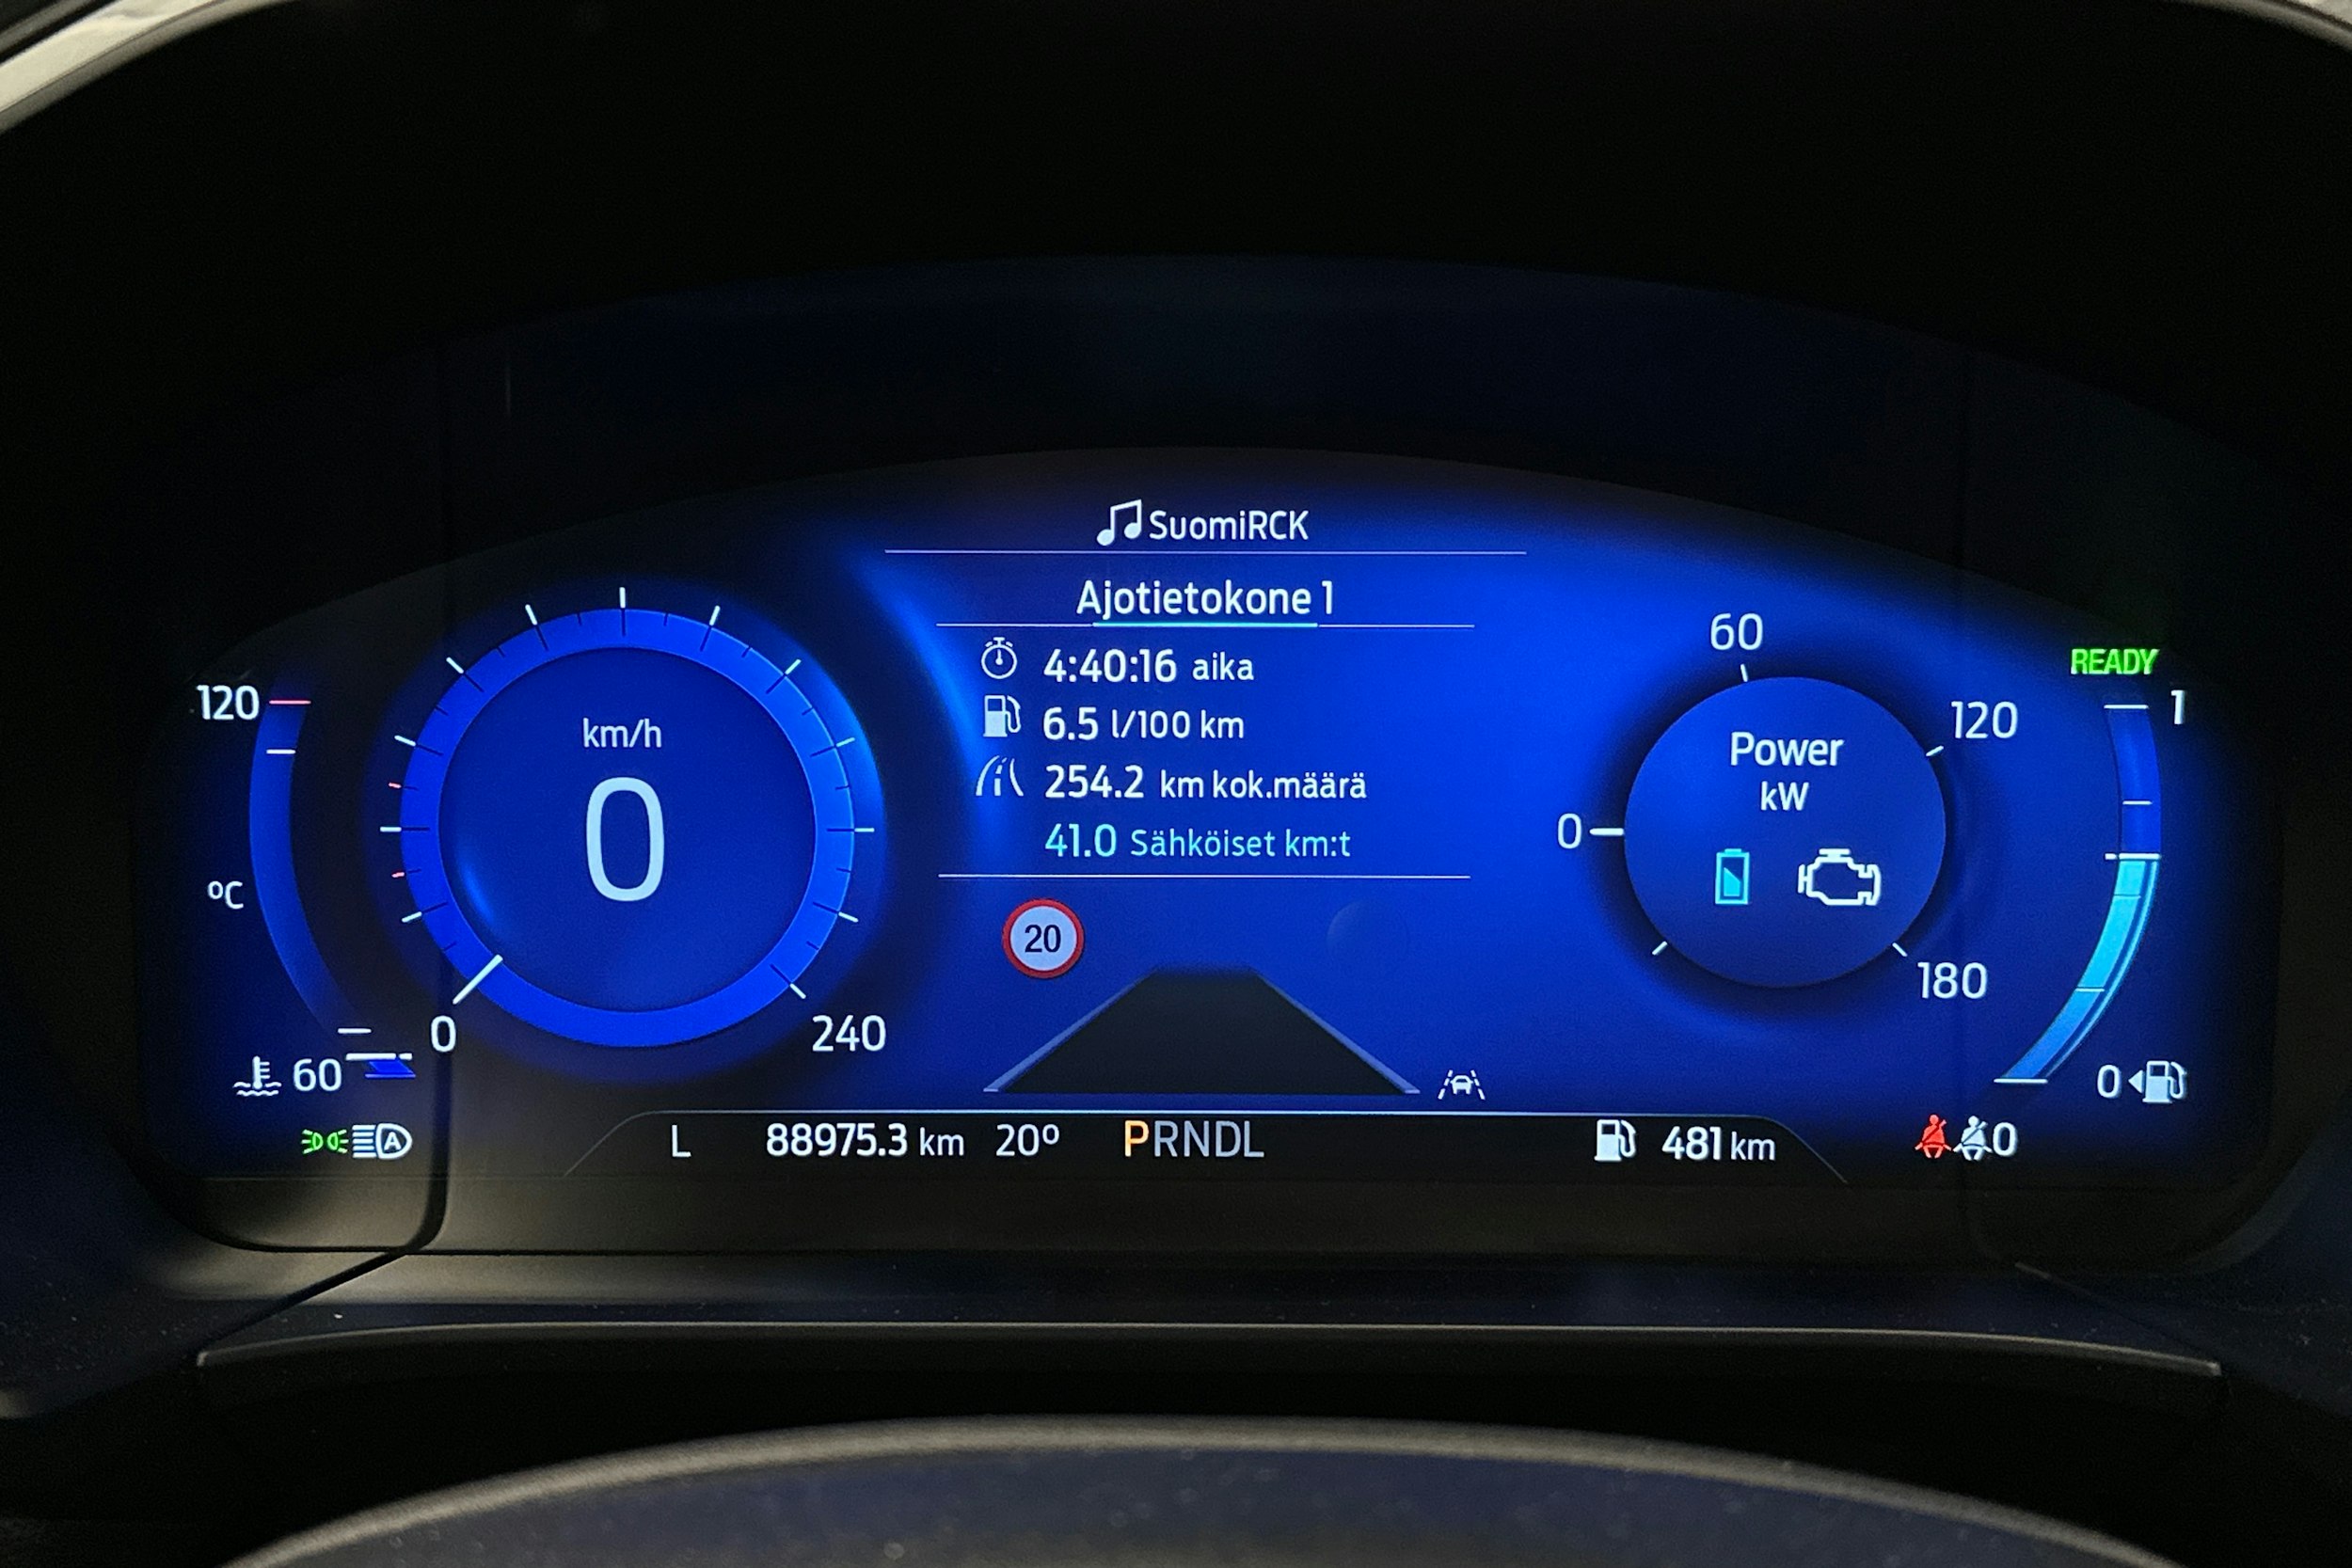 SuomiRCK
Ajotietokone 1
4:40:16 aika
6.5 l/100 km
254.2 km kok.määrä
41.0 Sähköiset km:t
20
120
ºC
60
km/h
0
0
240
60
0
120
180
Power
kW
READY
1
0
A
L 88975.3 km 20º PRNDL 481 km
0